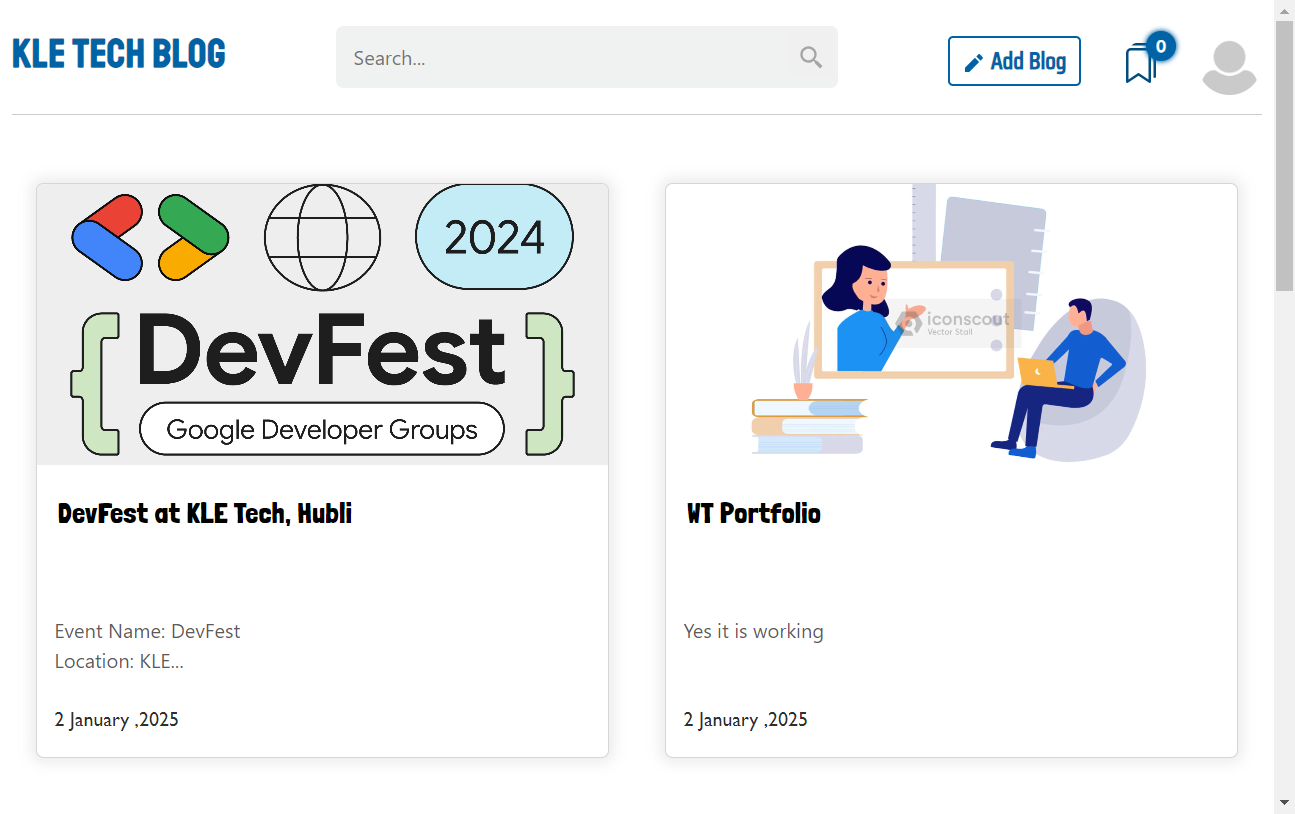 KLE TECH BLOG
Search...
Add Blog
0
2024
DevFest
Google Developer Groups
iconscout
Vector Stall
DevFest at KLE Tech, Hubli
WT Portfolio
Event Name: DevFest
Location: KLE...
Yes it is working
2 January ,2025
2 January ,2025